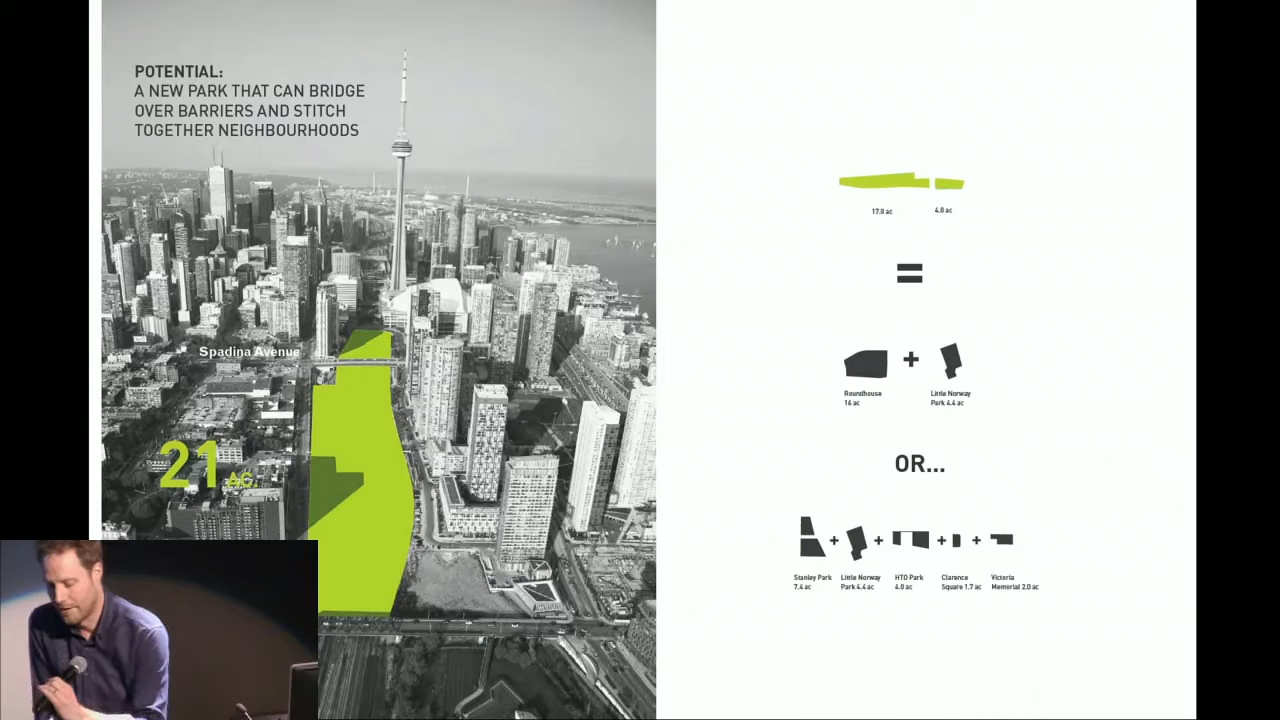 POTENTIAL:
A NEW PARK THAT CAN BRIDGE
OVER BARRIERS AND STITCH
TOGETHER NEIGHBOURHOODS
Spadina Avenue
21 AC.
17.0 ac
4.0 ac
=
Roundhouse
16 ac
+
Little Norway
Park 4.4 ac
OR...
Stanley Park
7.4 ac
+
Little Norway
Park 4.4 ac
+
HTO Park
4.0 ac
+
Clarence
Square 1.7 ac
+
Victoria
Memorial 2.0 ac